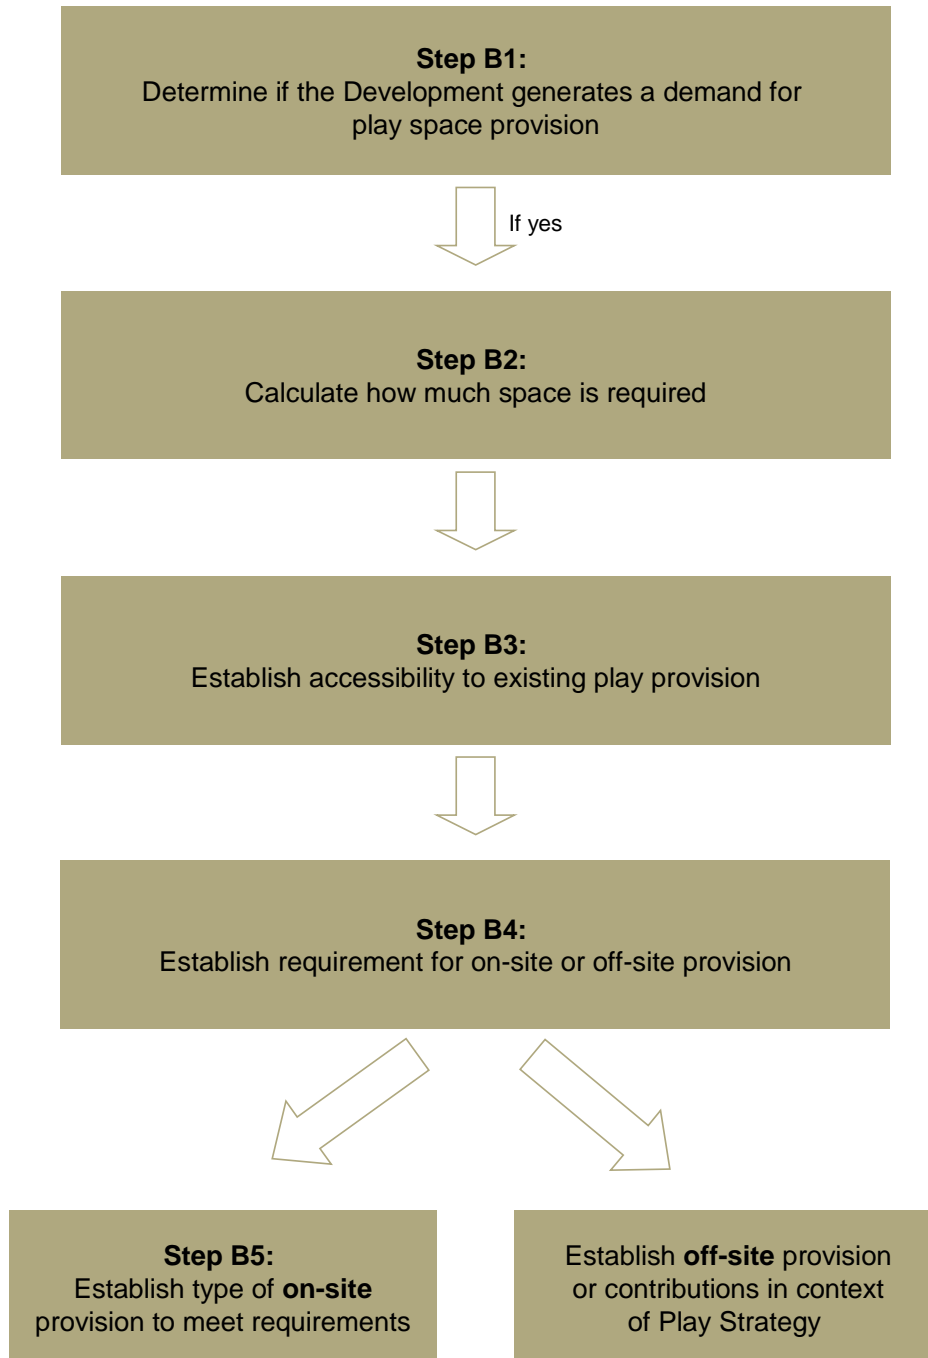 Step B1:
Determine if the Development generates a demand for
play space provision
If yes
Step B2:
Calculate how much space is required
Step B3:
Establish accessibility to existing play provision
Step B4:
Establish requirement for on-site or off-site provision
Step B5:
Establish type of on-site
provision to meet requirements
Establish off-site provision
or contributions in context
of Play Strategy